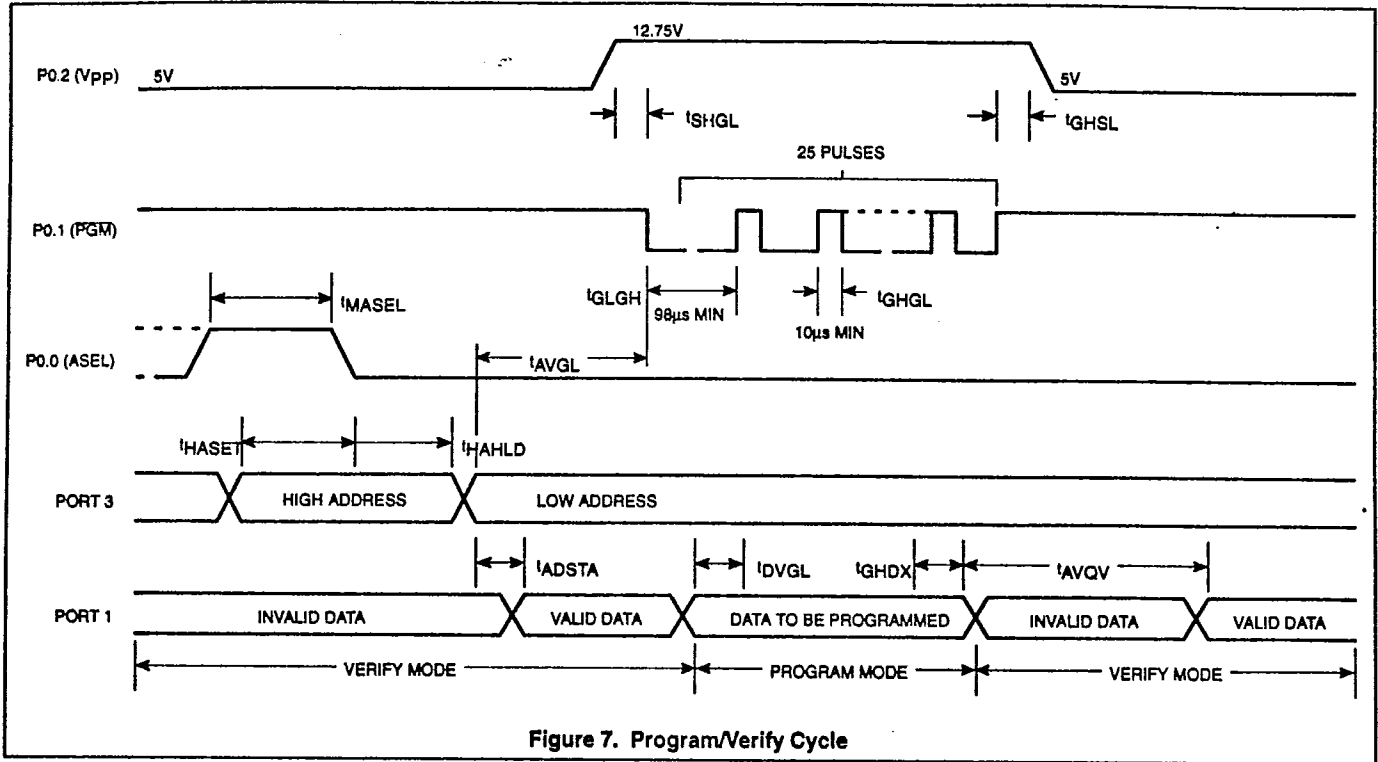 12.75V
P0.2 (VPP)
5V
5V
tSHGL
tGHSL
25 PULSES
P0.1 (PGM)
tMASEL
tGLGH
98μs MIN
tGHGL
10μs MIN
P0.0 (ASEL)
tAVGL
tHASET
tHAHLD
PORT 3
HIGH ADDRESS
LOW ADDRESS
tADSTA
tDVGL
tGHDX
tAVQV
PORT 1
INVALID DATA
VALID DATA
DATA TO BE PROGRAMMED
INVALID DATA
VALID DATA
VERIFY MODE
PROGRAM MODE
VERIFY MODE
Figure 7. Program/Verify Cycle